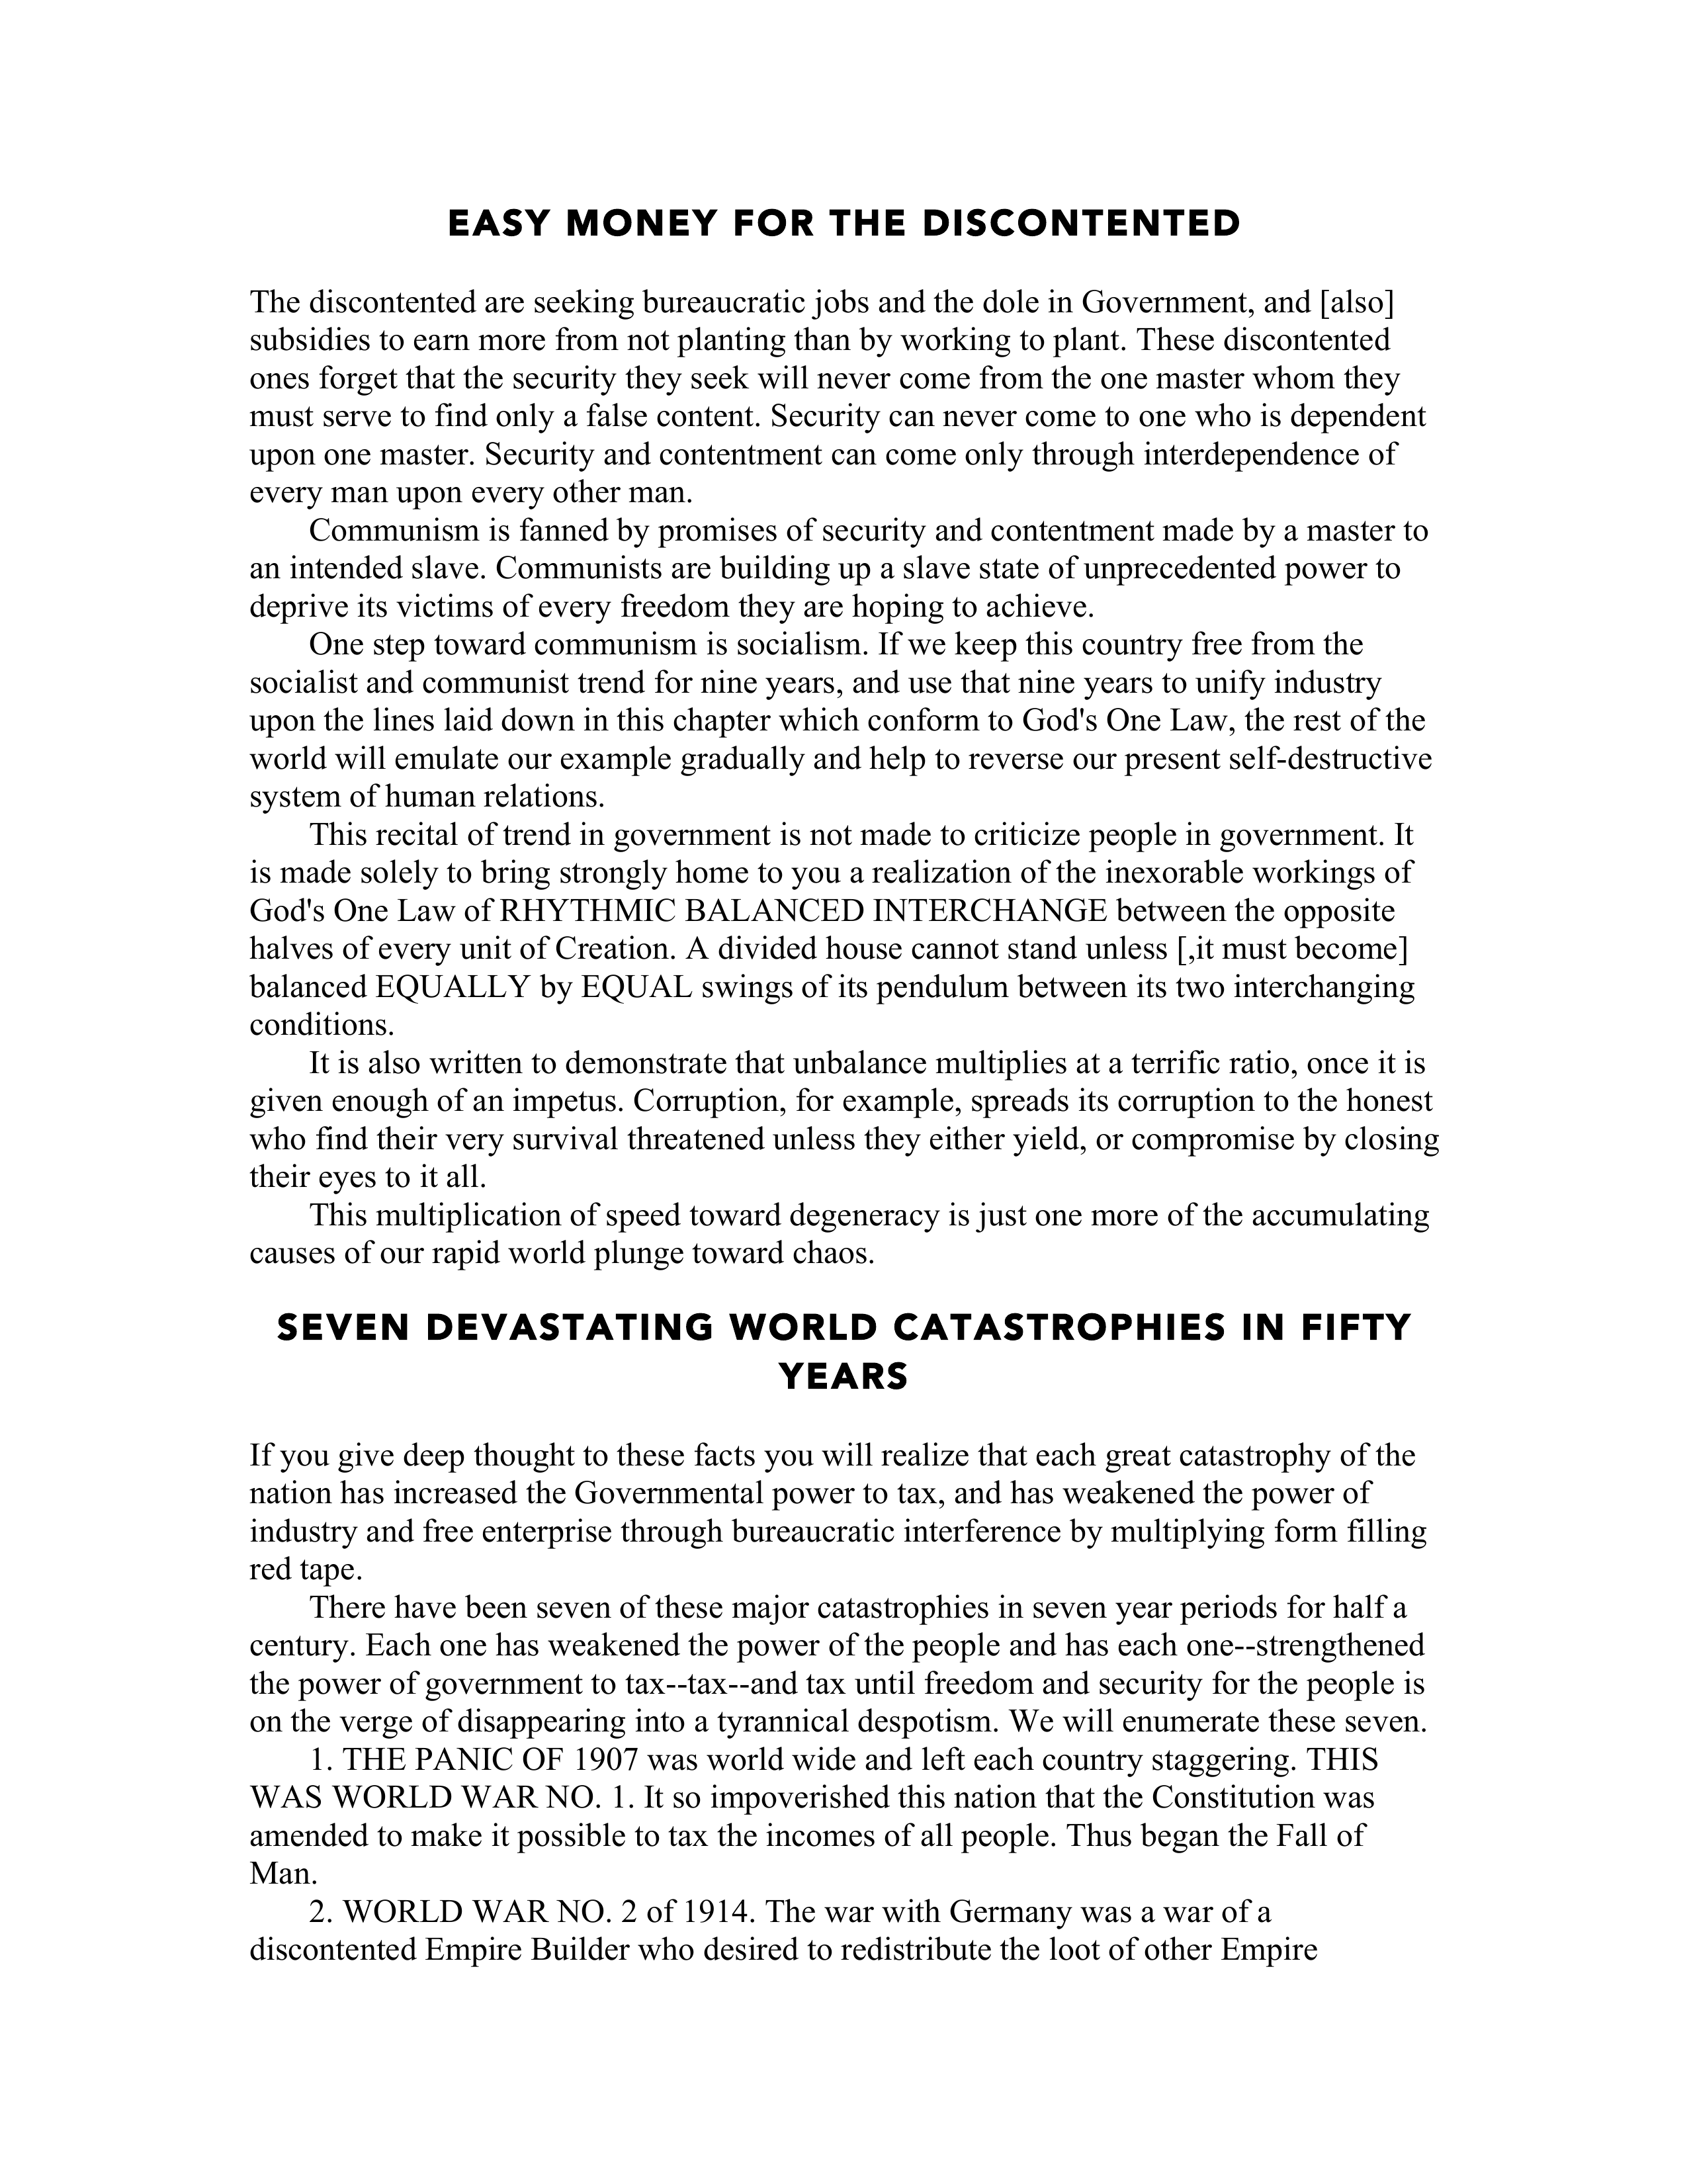 EASY MONEY FOR THE DISCONTENTED
The discontented are seeking bureaucratic jobs and the dole in Government, and [also]
subsidies to earn more from not planting than by working to plant. These discontented
ones forget that the security they seek will never come from the one master whom they
must serve to find only a false content. Security can never come to one who is dependent
upon one master. Security and contentment can come only through interdependence of
every man upon every other man.
Communism is fanned by promises of security and contentment made by a master to
an intended slave. Communists are building up a slave state of unprecedented power to
deprive its victims of every freedom they are hoping to achieve.
One step toward communism is socialism. If we keep this country free from the
socialist and communist trend for nine years, and use that nine years to unify industry
upon the lines laid down in this chapter which conform to God's One Law, the rest of the
world will emulate our example gradually and help to reverse our present self-destructive
system of human relations.
This recital of trend in government is not made to criticize people in government. It
is made solely to bring strongly home to you a realization of the inexorable workings of
God's One Law of RHYTHMIC BALANCED INTERCHANGE between the opposite
halves of every unit of Creation. A divided house cannot stand unless [,it must become]
balanced EQUALLY by EQUAL swings of its pendulum between its two interchanging
conditions.
It is also written to demonstrate that unbalance multiplies at a terrific ratio, once it is
given enough of an impetus. Corruption, for example, spreads its corruption to the honest
who find their very survival threatened unless they either yield, or compromise by closing
their eyes to it all.
This multiplication of speed toward degeneracy is just one more of the accumulating
causes of our rapid world plunge toward chaos.
SEVEN DEVASTATING WORLD CATASTROPHIES IN FIFTY
YEARS
If you give deep thought to these facts you will realize that each great catastrophy of the
nation has increased the Governmental power to tax, and has weakened the power of
industry and free enterprise through bureaucratic interference by multiplying form filling
red tape.
There have been seven of these major catastrophies in seven year periods for half a
century. Each one has weakened the power of the people and has each one--strengthened
the power of government to tax--tax--and tax until freedom and security for the people is
on the verge of disappearing into a tyrannical despotism. We will enumerate these seven.
1. THE PANIC OF 1907 was world wide and left each country staggering. THIS
WAS WORLD WAR NO. 1. It so impoverished this nation that the Constitution was
amended to make it possible to tax the incomes of all people. Thus began the Fall of
Man.
2. WORLD WAR NO. 2 of 1914. The war with Germany was a war of a
discontented Empire Builder who desired to redistribute the loot of other Empire